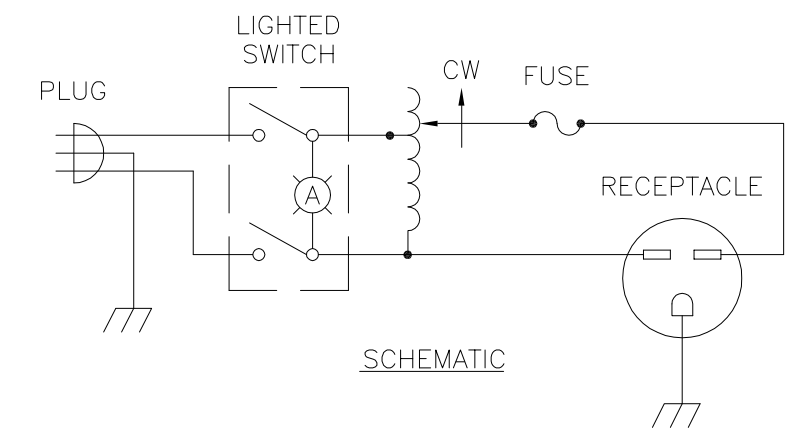 LIGHTED
SWITCH
PLUG
CW
FUSE
A
RECEPTACLE
SCHEMATIC